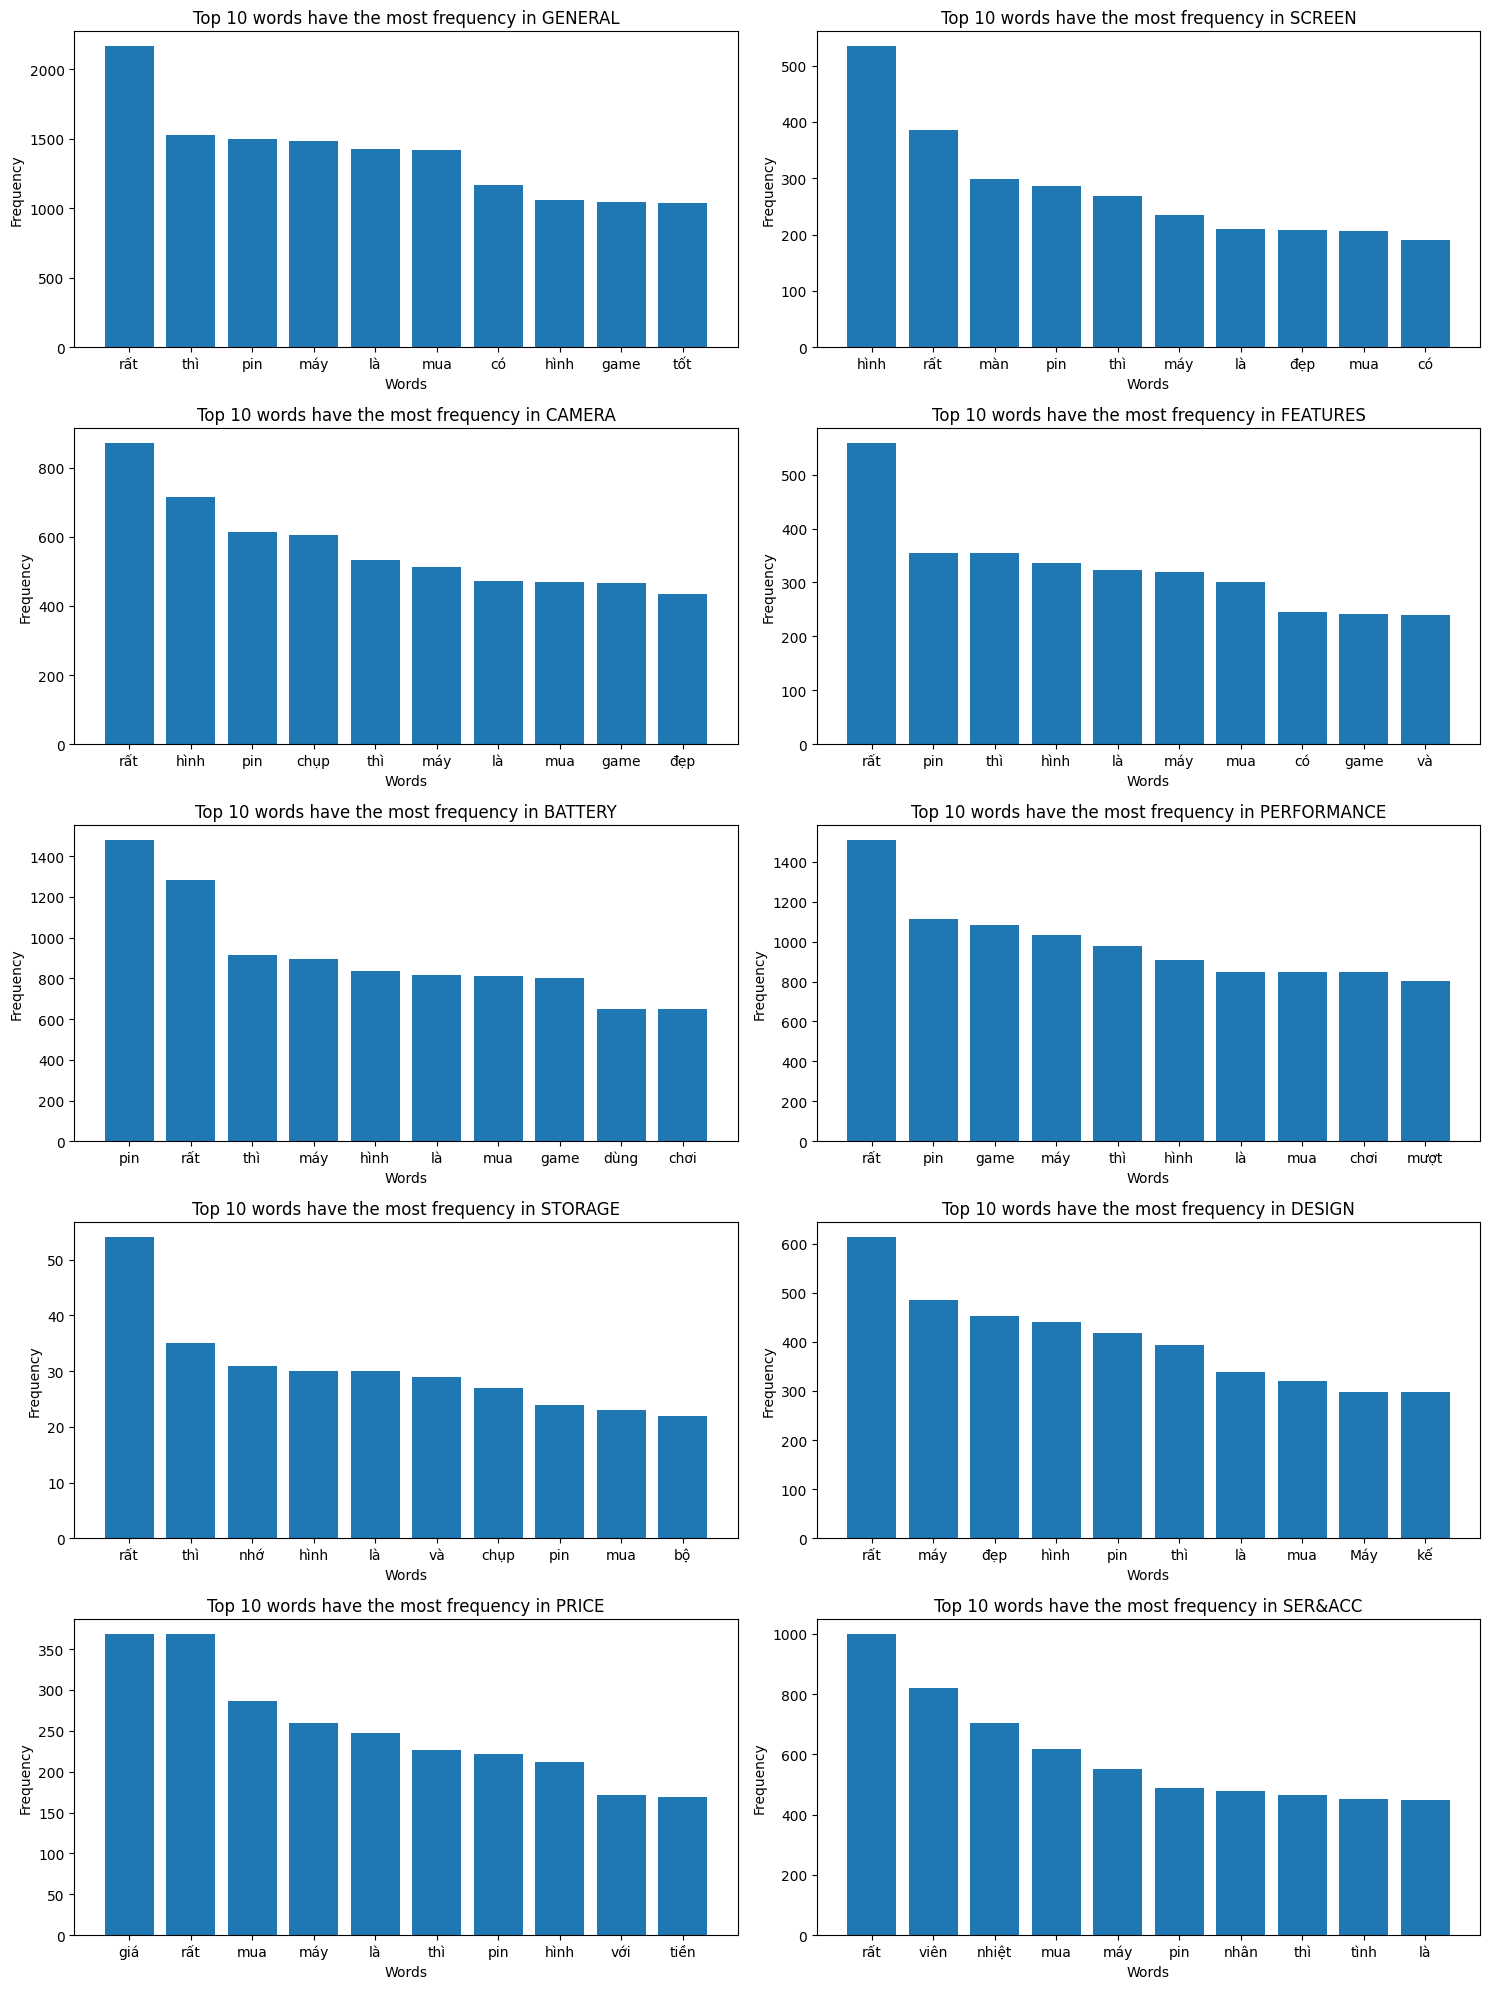 Top 10 words have the most frequency in GENERAL
Frequency
2000
1500
1000
500
0
rất thì pin máy là mua có hình game tốt
Words
Top 10 words have the most frequency in SCREEN
Frequency
500
400
300
200
100
0
hình rất màn pin thì máy là đẹp mua có
Words
Top 10 words have the most frequency in CAMERA
Frequency
800
600
400
200
0
rất hình pin chụp thì máy là mua game đẹp
Words
Top 10 words have the most frequency in FEATURES
Frequency
500
400
300
200
100
0
rất pin thì hình là máy mua có game và
Words
Top 10 words have the most frequency in BATTERY
Frequency
1400
1200
1000
800
600
400
200
0
pin rất thì máy hình là mua game dùng chơi
Words
Top 10 words have the most frequency in PERFORMANCE
Frequency
1400
1200
1000
800
600
400
200
0
rất pin game máy thì hình là mua chơi mượt
Words
Top 10 words have the most frequency in STORAGE
Frequency
50
40
30
20
10
0
rất thì nhớ hình là và chụp pin mua bộ
Words
Top 10 words have the most frequency in DESIGN
Frequency
600
500
400
300
200
100
0
rất máy đẹp hình pin thì là mua Máy kế
Words
Top 10 words have the most frequency in PRICE
Frequency
350
300
250
200
150
100
50
0
giá rất mua máy là thì pin hình với tiền
Words
Top 10 words have the most frequency in SER&ACC
Frequency
1000
800
600
400
200
0
rất viên nhiệt mua máy pin nhân thì tình là
Words